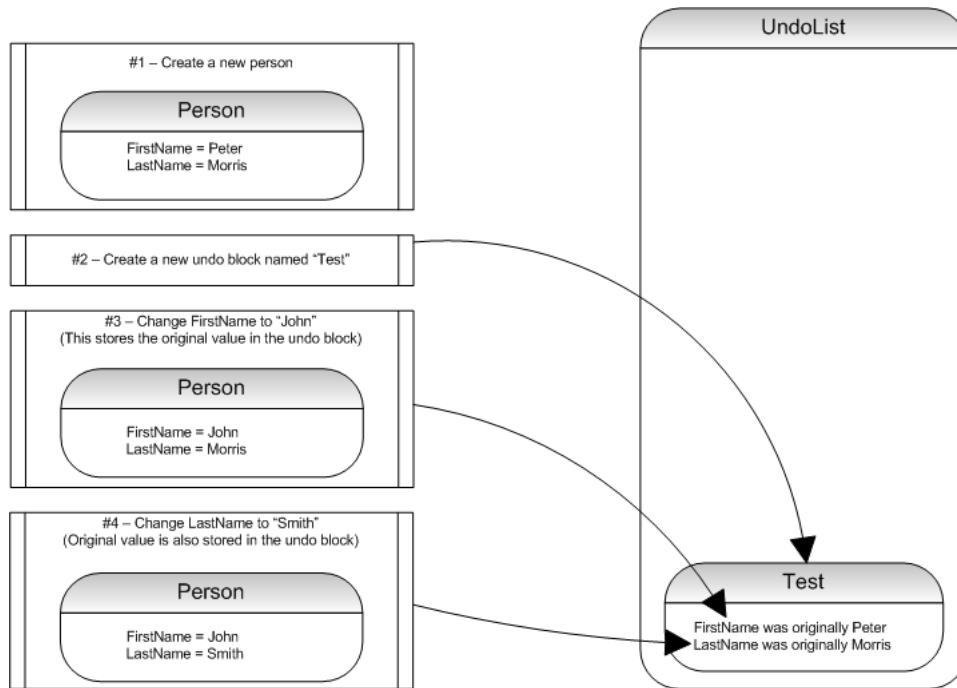 #1 – Create a new person
Person
FirstName = Peter
LastName = Morris
#2 – Create a new undo block named “Test”
#3 – Change FirstName to “John”
(This stores the original value in the undo block)
Person
FirstName = John
LastName = Morris
#4 – Change LastName to “Smith”
(Original value is also stored in the undo block)
Person
FirstName = John
LastName = Smith
UndoList
Test
FirstName was originally Peter
LastName was originally Morris